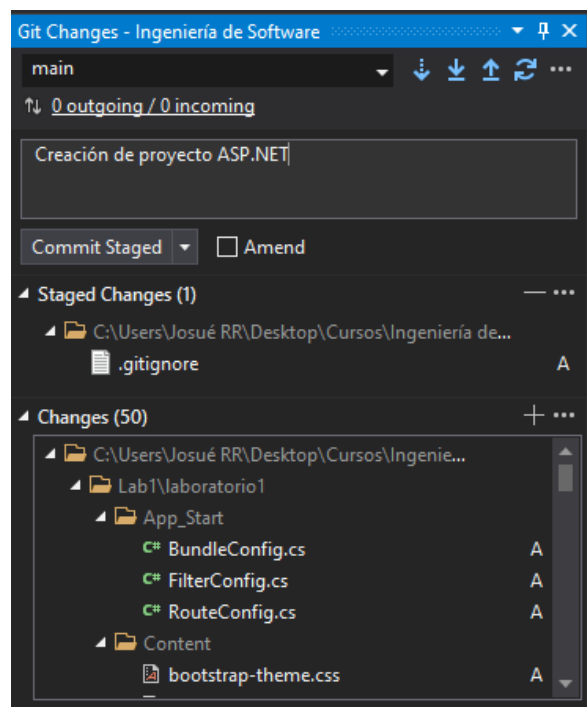 Git Changes - Ingeniería de Software
main
0 outgoing / 0 incoming
Creación de proyecto ASP.NET
Commit Staged
Amend
Staged Changes (1)
C:\Users\Josué RR\Desktop\Cursos\Ingeniería de...
.gitignore A
Changes (50)
C:\Users\Josué RR\Desktop\Cursos\Ingenie...
Lab1\laboratorio1
App_Start
C# BundleConfig.cs A
C# FilterConfig.cs A
C# RouteConfig.cs A
Content
bootstrap-theme.css A